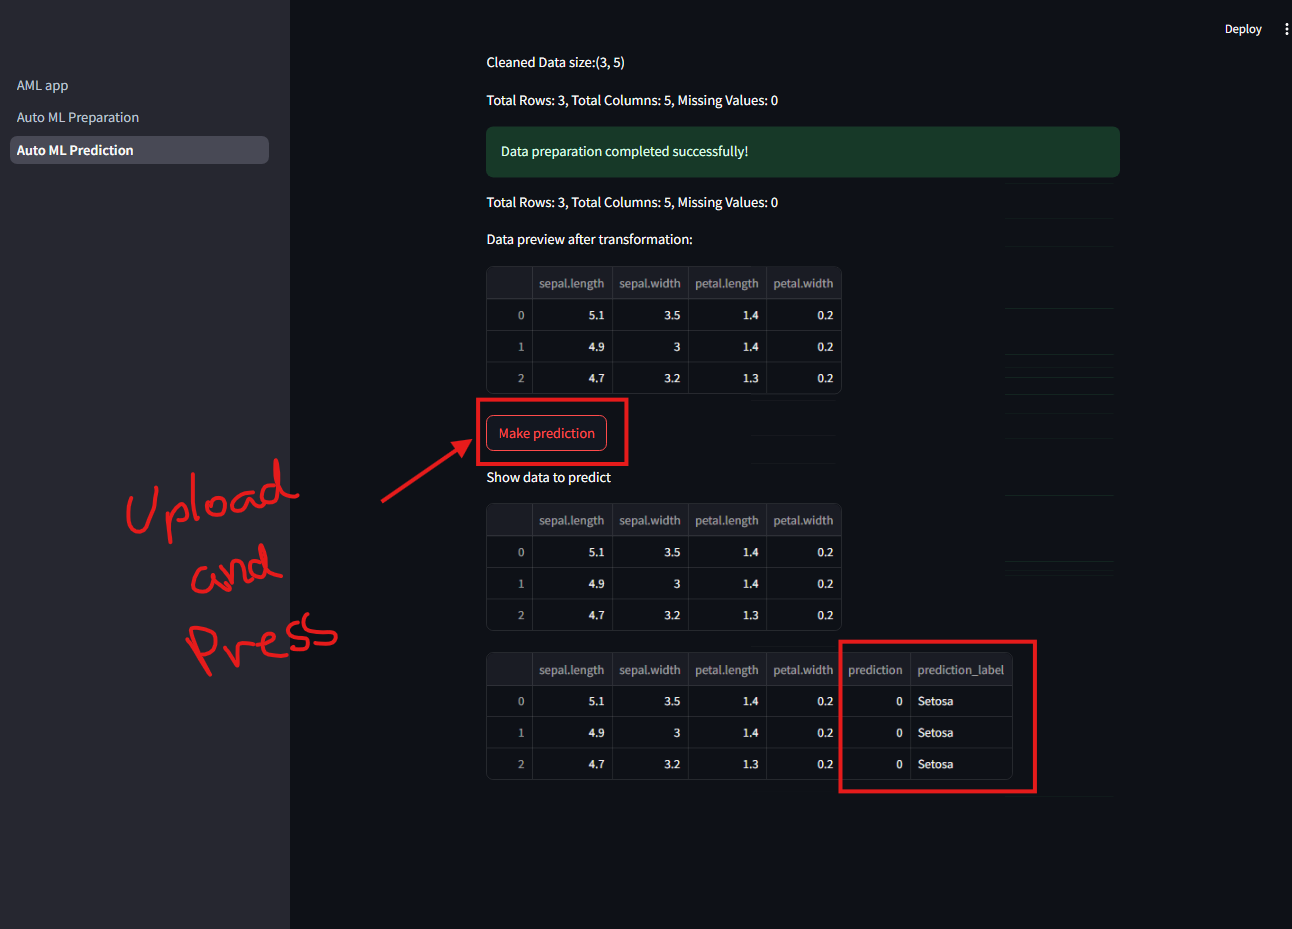 Deploy
AML app
Auto ML Preparation
Auto ML Prediction
Cleaned Data size:(3, 5)
Total Rows: 3, Total Columns: 5, Missing Values: 0
Data preparation completed successfully!
Total Rows: 3, Total Columns: 5, Missing Values: 0
Data preview after transformation:
sepal.length sepal.width petal.length petal.width
0 5.1 3.5 1.4 0.2
1 4.9 3 1.4 0.2
2 4.7 3.2 1.3 0.2
Make prediction
Show data to predict
sepal.length sepal.width petal.length petal.width
0 5.1 3.5 1.4 0.2
1 4.9 3 1.4 0.2
2 4.7 3.2 1.3 0.2
sepal.length sepal.width petal.length petal.width prediction prediction_label
0 5.1 3.5 1.4 0.2 0 Setosa
1 4.9 3 1.4 0.2 0 Setosa
2 4.7 3.2 1.3 0.2 0 Setosa
Upload
and
Press